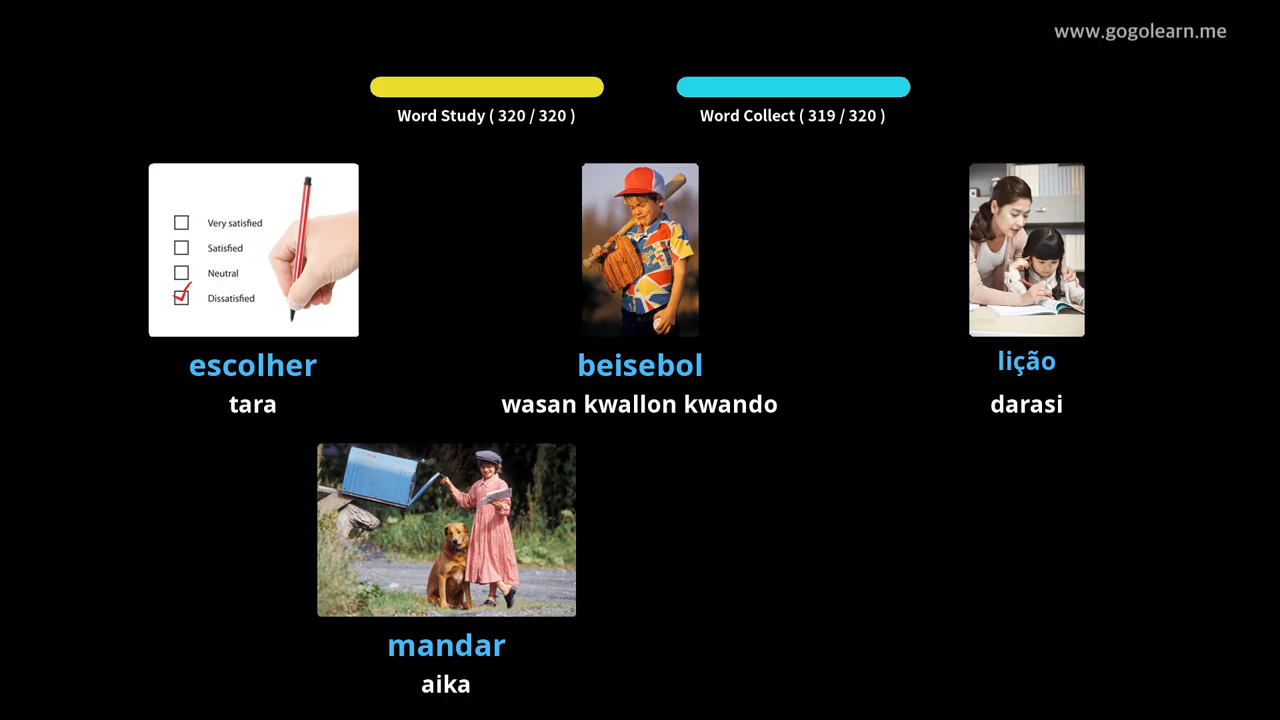 www.gogolearn.me
Word Study ( 320 / 320 )
Word Collect ( 319 / 320 )
Very satisfied
Satisfied
Neutral
Dissatisfied
escolher
tara
beisebol
wasan kwallon kwando
lição
darasi
mandar
aika